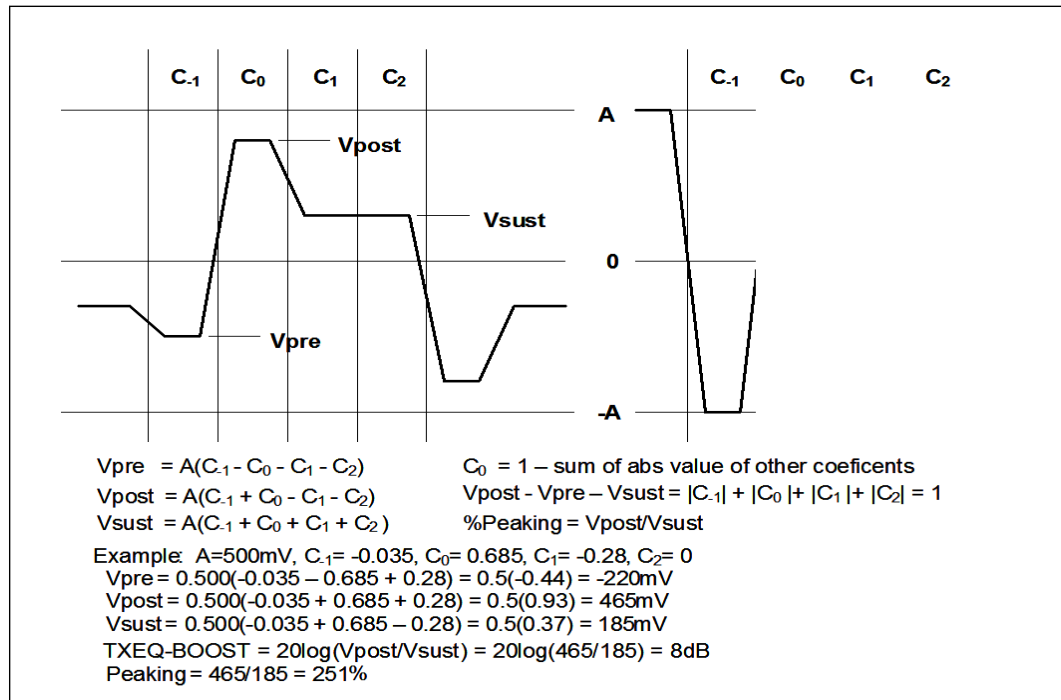 C-1 C0 C1 C2
C-1 C0 C1 C2
A
Vpost
Vsust
0
Vpre
-A
Vpre = A(C-1 - C0 - C1 - C2)
C0 = 1 – sum of abs value of other coeficents
Vpost = A(C-1 + C0 - C1 - C2)
Vpost - Vpre – Vsust = |C-1| + |C0| + |C1| + |C2| = 1
Vsust = A(C-1 + C0 + C1 + C2 )
%Peaking = Vpost/Vsust
Example: A=500mV, C-1= -0.035, C0= 0.685, C1= -0.28, C2= 0
Vpre = 0.500(-0.035 – 0.685 + 0.28) = 0.5(-0.44) = -220mV
Vpost = 0.500(-0.035 + 0.685 + 0.28) = 0.5(0.93) = 465mV
Vsust = 0.500(-0.035 + 0.685 – 0.28) = 0.5(0.37) = 185mV
TXEQ-BOOST = 20log(Vpost/Vsust) = 20log(465/185) = 8dB
Peaking = 465/185 = 251%